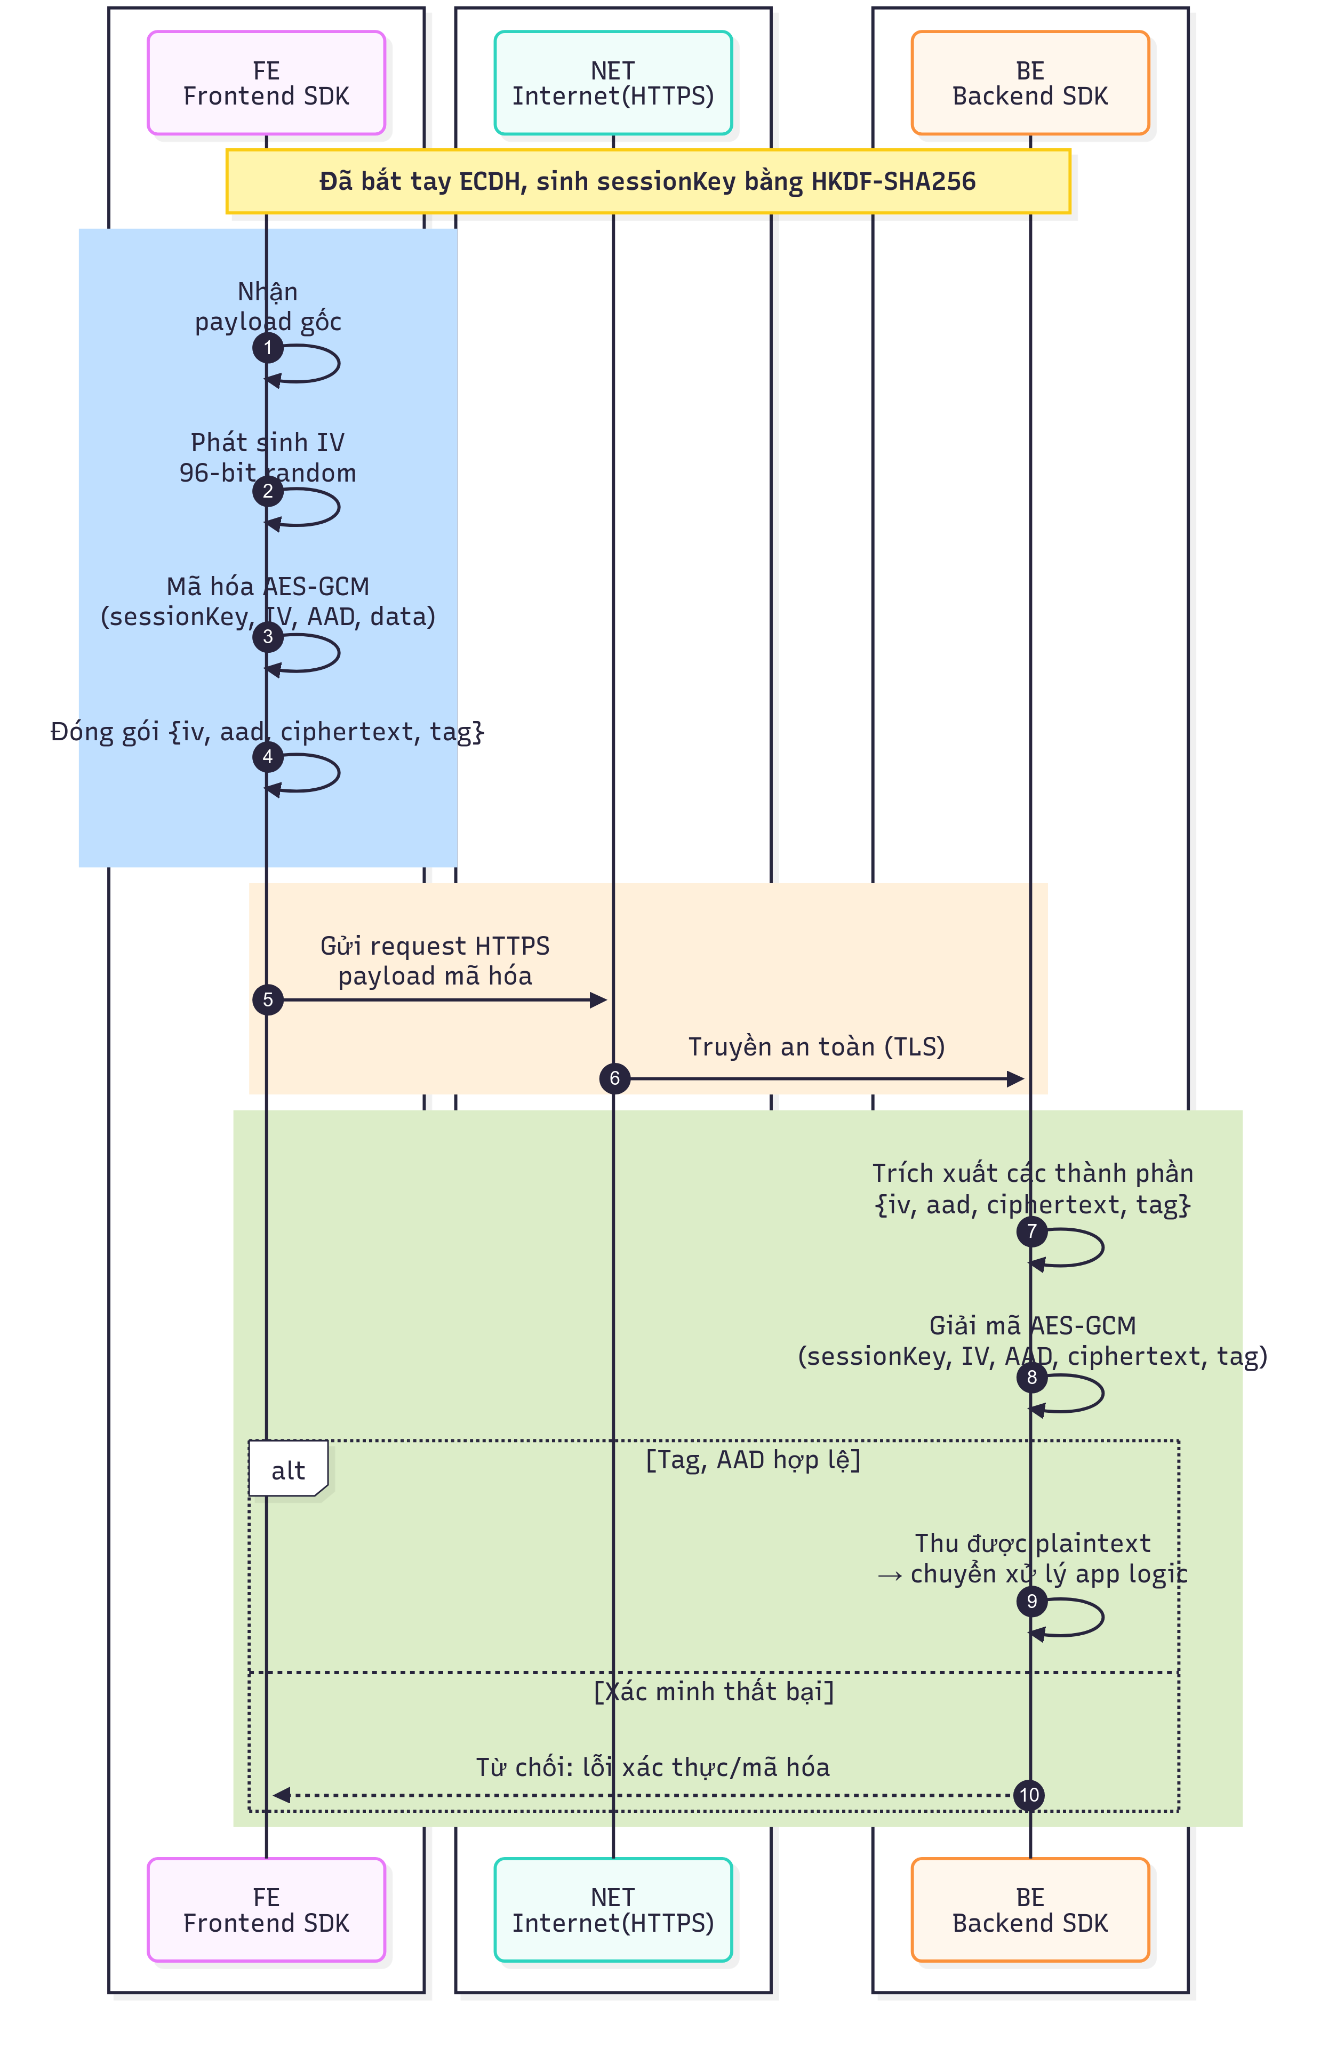 FE
Frontend SDK
NET
Internet(HTTPS)
BE
Backend SDK
Đã bắt tay ECDH, sinh sessionKey bằng HKDF-SHA256
Nhận
payload gốc
1
Phát sinh IV
96-bit random
2
Mã hóa AES-GCM
(sessionKey, IV, AAD, data)
3
Đóng gói {iv, aad, ciphertext, tag}
4
Gửi request HTTPS
payload mã hóa
5
Truyền an toàn (TLS)
6
Trích xuất các thành phần
{iv, aad, ciphertext, tag}
7
Giải mã AES-GCM
(sessionKey, IV, AAD, ciphertext, tag)
8
alt
[Tag, AAD hợp lệ]
Thu được plaintext
→ chuyển xử lý app logic
9
[Xác minh thất bại]
Từ chối: lỗi xác thực/mã hóa
10
FE
Frontend SDK
NET
Internet(HTTPS)
BE
Backend SDK